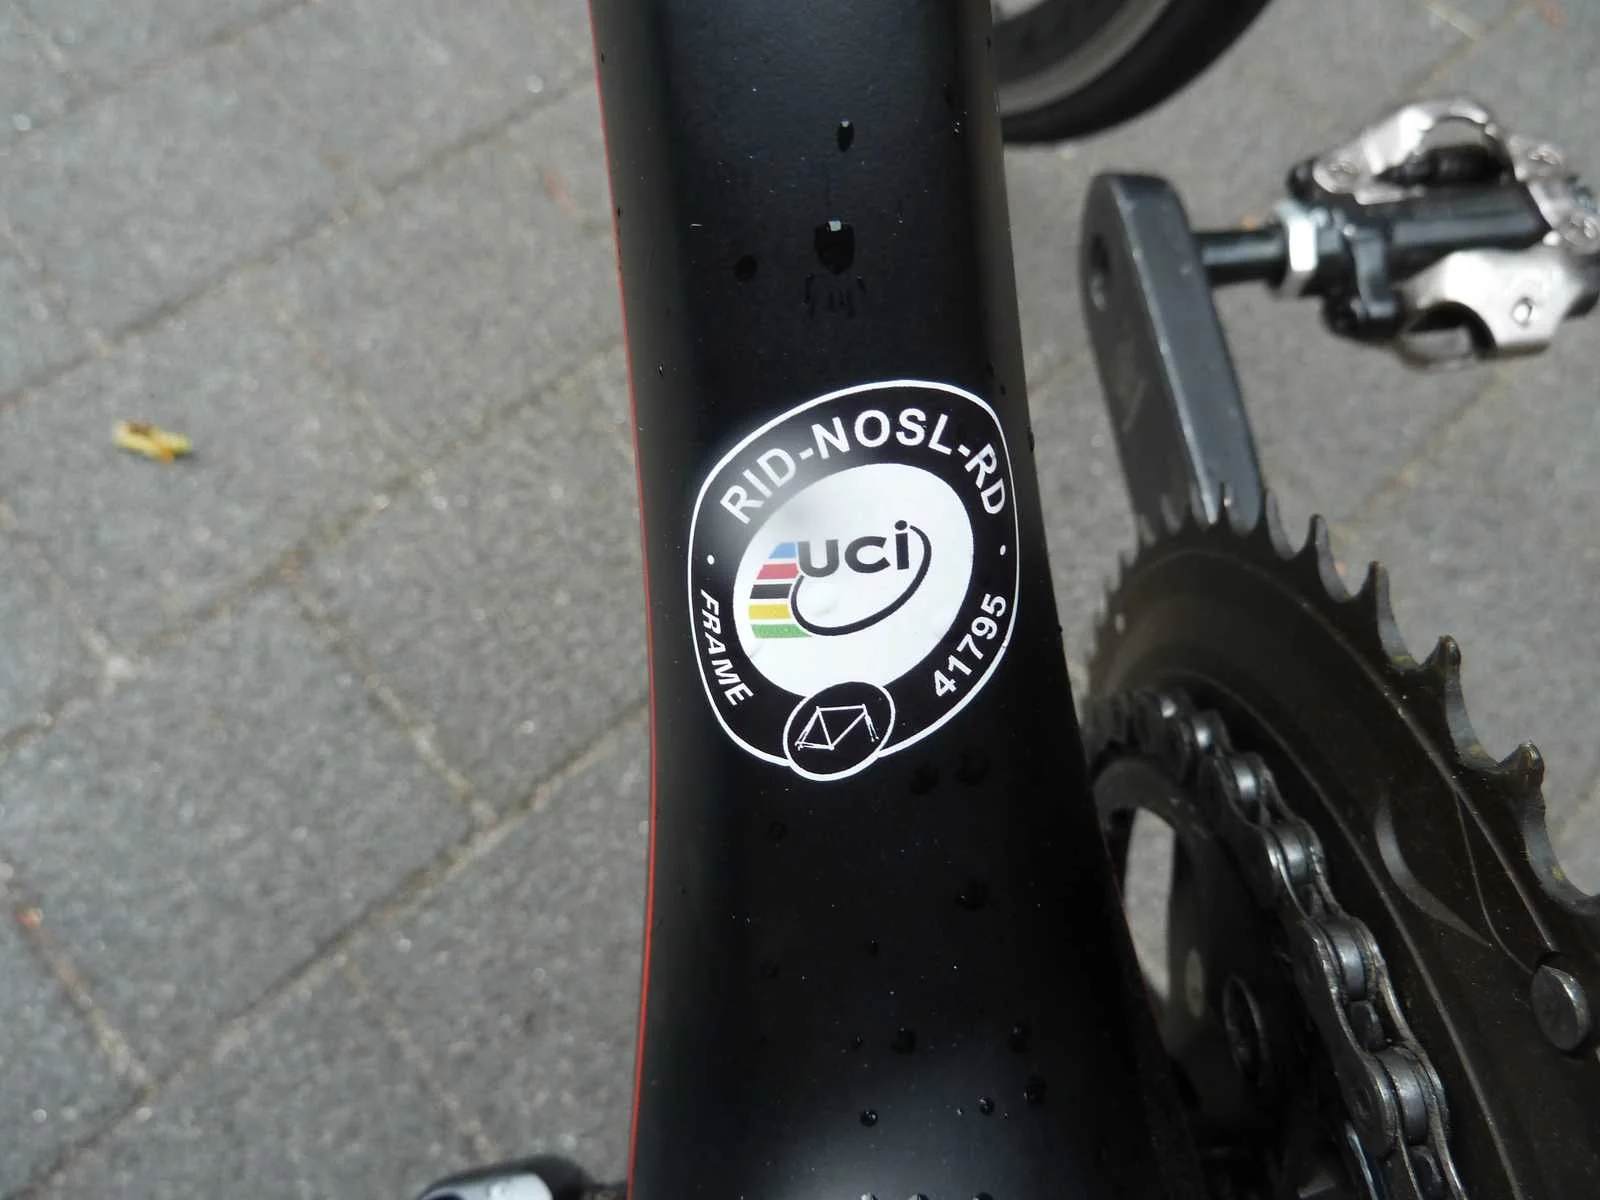 RID-NOSL-RD
uci
FRAME
41795